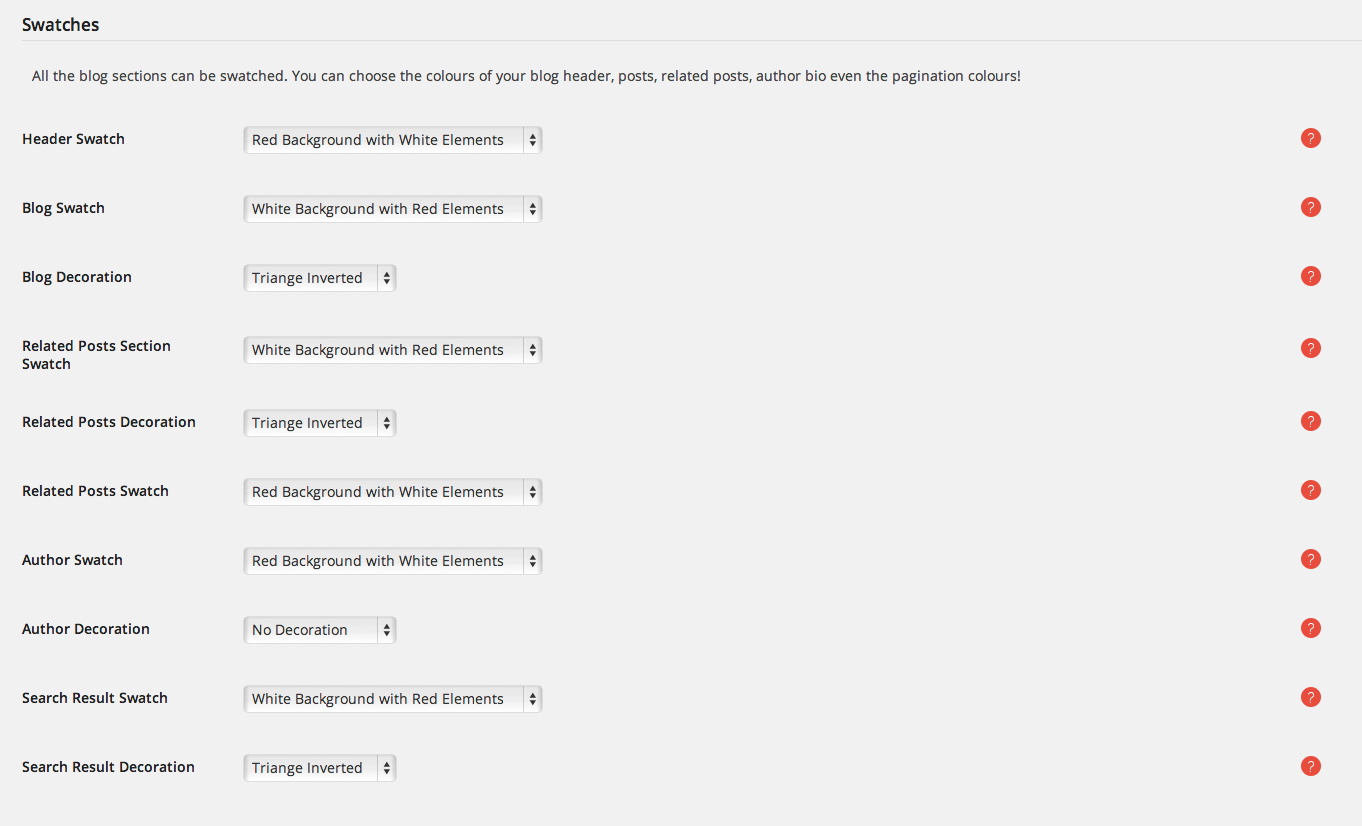 Swatches
All the blog sections can be swatched. You can choose the colours of your blog header, posts, related posts, author bio even the pagination colours!
Header Swatch Red Background with White Elements ?
Blog Swatch White Background with Red Elements ?
Blog Decoration Triange Inverted ?
Related Posts Section
Swatch
White Background with Red Elements ?
Related Posts Decoration Triange Inverted ?
Related Posts Swatch Red Background with White Elements ?
Author Swatch Red Background with White Elements ?
Author Decoration No Decoration ?
Search Result Swatch White Background with Red Elements ?
Search Result Decoration Triange Inverted ?